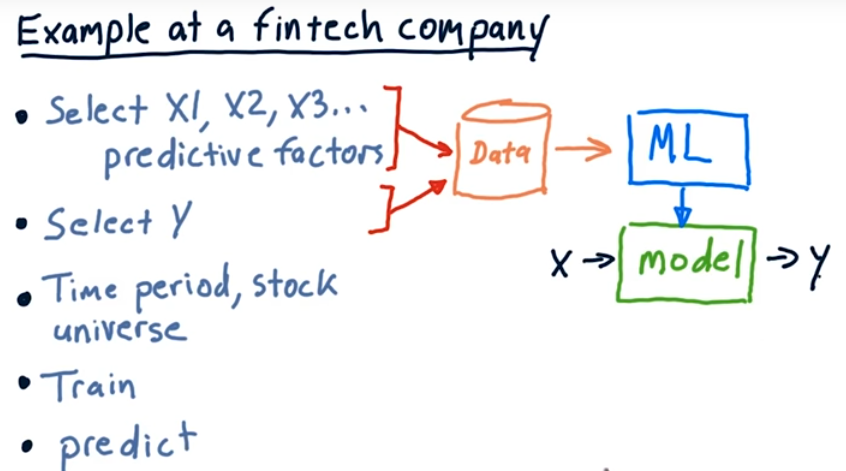 Example at a fintech company
• Select X1, X2, X3...
predictive factors
• Select Y
• Time period, stock
universe
• Train
• predict
Data
ML
X → model → Y